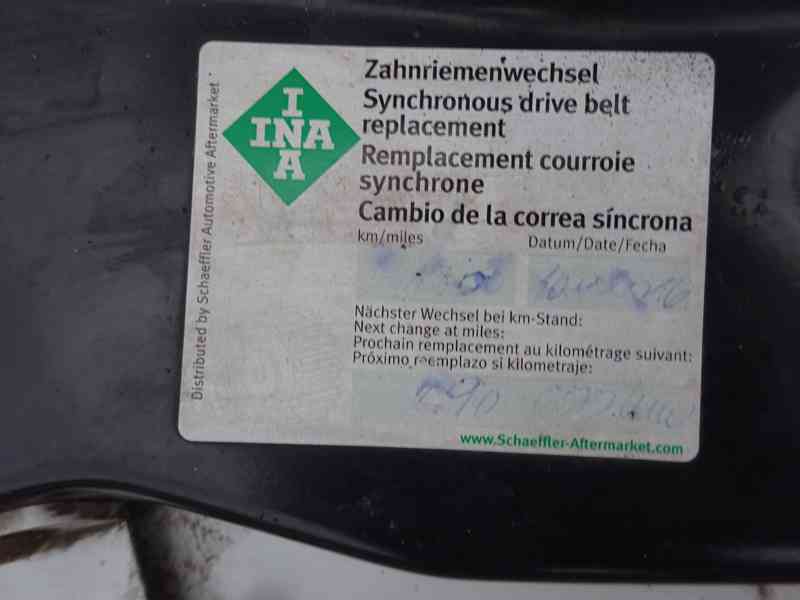 INA
INA
Zahnriemenwechsel
Synchronous drive belt
replacement
Remplacement courroie
synchrone
Cambio de la correa síncrona
km/miles
Datum/Date/Fecha
Nächster Wechsel bei km-Stand:
Next change at miles:
Prochain remplacement au kilométrage suivant:
Próximo reemplazo si kilometraje:
www.Schaeffler-Aftermarket.com
Distributed by Schaeffler Automotive Aftermarket